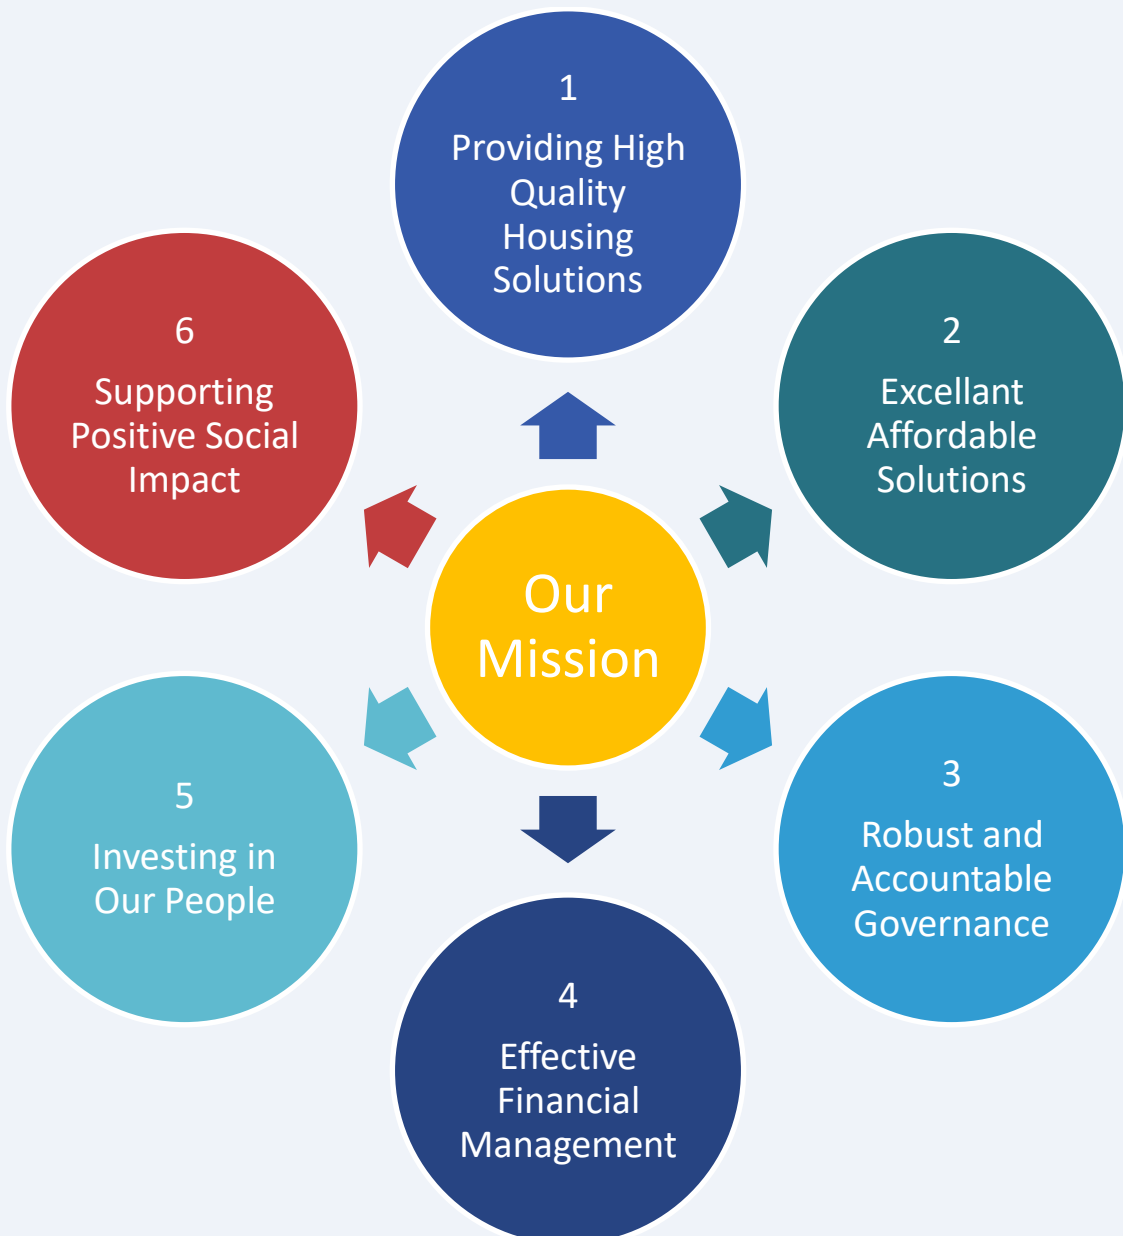 1
Providing High
Quality
Housing
Solutions
2
Excellant
Affordable
Solutions
3
Robust and
Accountable
Governance
4
Effective
Financial
Management
5
Investing in
Our People
6
Supporting
Positive Social
Impact
Our
Mission